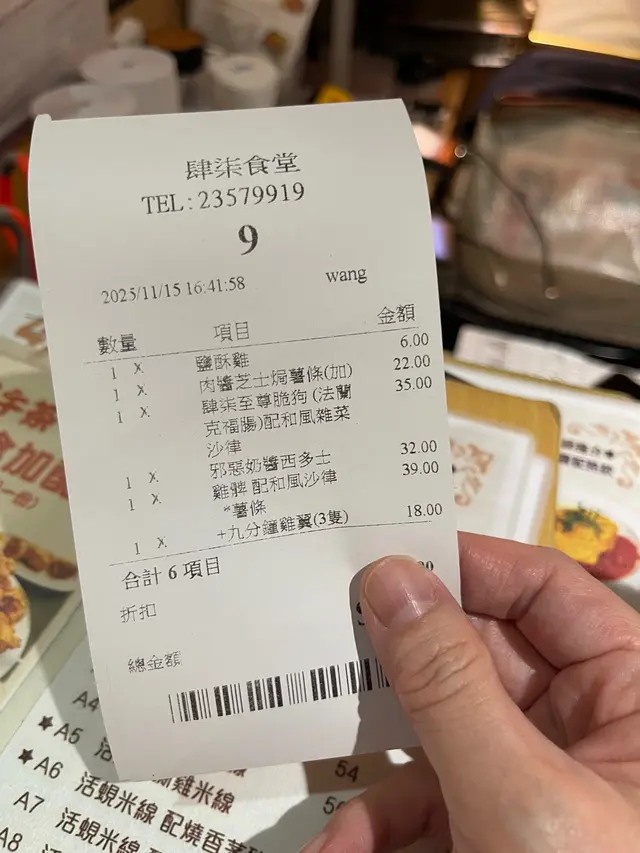 肆柒食堂
TEL:23579919
9
2025/11/15 16:41:58 wang
數量 項目 金額
1 X 鹽酥雞 6.00
1 X 肉醬芝士焗薯條(加) 22.00
1 X 肆柒至尊脆狗(法蘭 35.00
克福腸)配和風雜菜
沙律
1 X 邪惡奶醬西多士 32.00
1 X 雞髀 配和風沙律 39.00
*薯條
1 X +九分鐘雞翼(3隻) 18.00
合計 6 項目
折扣
總金額
A4
★A5 活
★A6 活蜆米線 54
A7 活蜆米線 配燒香茅
A8